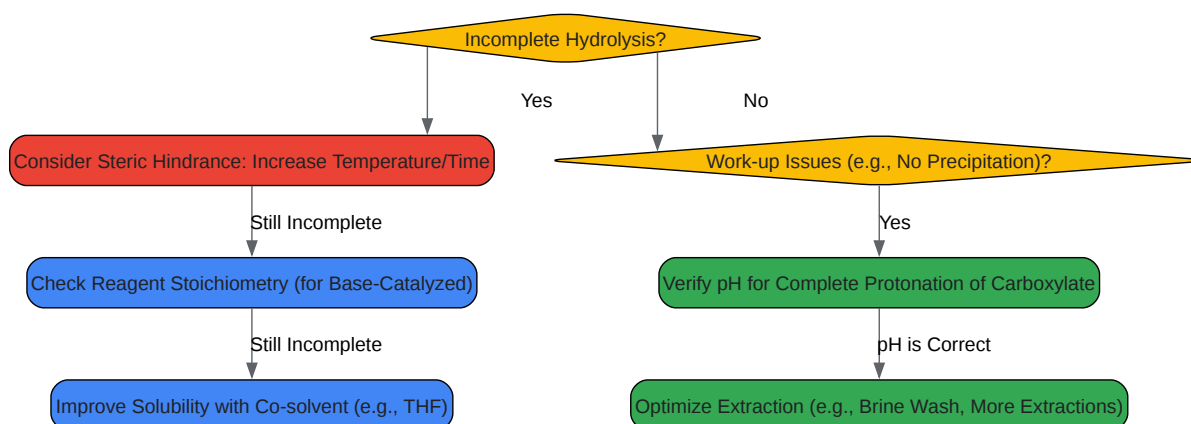 Incomplete Hydrolysis?
Yes
No
Consider Steric Hindrance: Increase Temperature/Time
Work-up Issues (e.g., No Precipitation)?
Still Incomplete
Yes
Check Reagent Stoichiometry (for Base-Catalyzed)
Verify pH for Complete Protonation of Carboxylate
Still Incomplete
pH is Correct
Improve Solubility with Co-solvent (e.g., THF)
Optimize Extraction (e.g., Brine Wash, More Extractions)